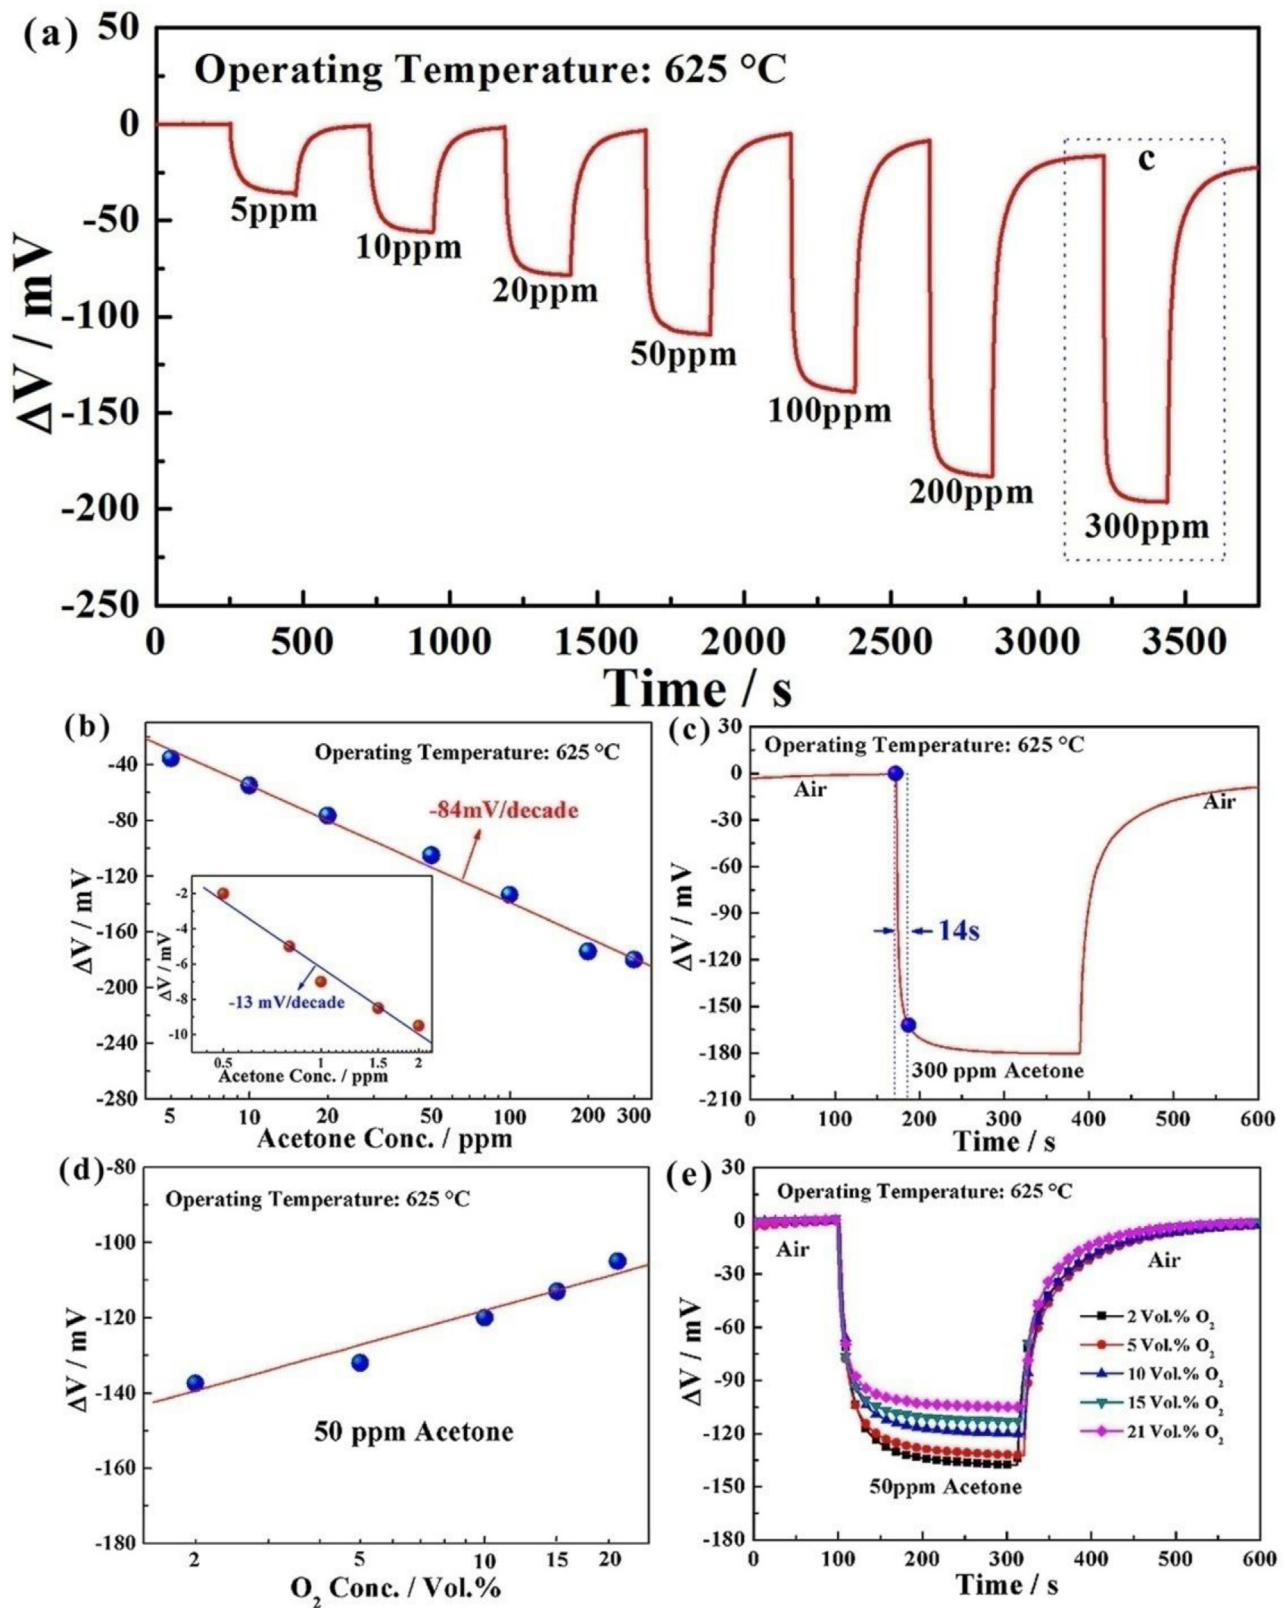 (a)
Operating Temperature: 625 °C
50
0
-50
-100
-150
-200
-250
ΔV / mV
5ppm
10ppm
20ppm
50ppm
100ppm
200ppm
300ppm
c
0 500 1000 1500 2000 2500 3000 3500
Time / s
(b)
Operating Temperature: 625 °C
-40
-80
-120
-160
-200
-240
-280
ΔV / mV
-84mV/decade
-2
-4
-6
-8
-10
ΔV / mV
-13 mV/decade
0.5 1 1.5 2
Acetone Conc. / ppm
5 10 20 50 100 200 300
Acetone Conc. / ppm
(c)
Operating Temperature: 625 °C
30
0
-30
-60
-90
-120
-150
-180
-210
ΔV / mV
Air
Air
14s
300 ppm Acetone
0 100 200 300 400 500 600
Time / s
(d)
Operating Temperature: 625 °C
-80
-100
-120
-140
-160
-180
ΔV / mV
50 ppm Acetone
2 5 10 15 20
O₂ Conc. / Vol.%
(e)
Operating Temperature: 625 °C
30
0
-30
-60
-90
-120
-150
-180
ΔV / mV
Air
Air
2 Vol.% O₂
5 Vol.% O₂
10 Vol.% O₂
15 Vol.% O₂
21 Vol.% O₂
50ppm Acetone
0 100 200 300 400 500 600
Time / s